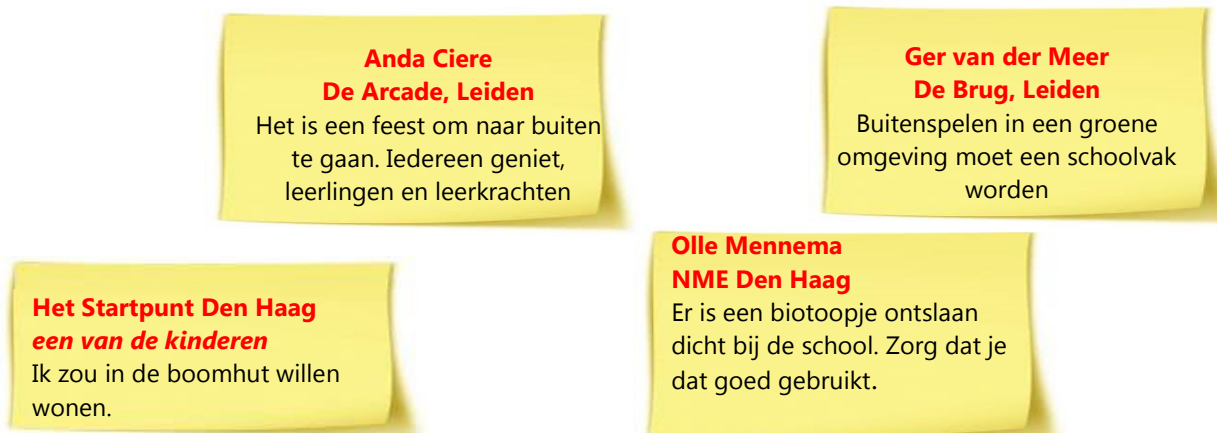 Anda Ciere
De Arcade, Leiden
Het is een feest om naar buiten
te gaan. Iedereen geniet,
leerlingen en leerkrachten
Ger van der Meer
De Brug, Leiden
Buitenspelen in een groene
omgeving moet een schoolvak
worden
Het Startpunt Den Haag
een van de kinderen
Ik zou in de boomhut willen
wonen.
Olle Mennema
NME Den Haag
Er is een biotoopje ontslaan
dicht bij de school. Zorg dat je
dat goed gebruikt.